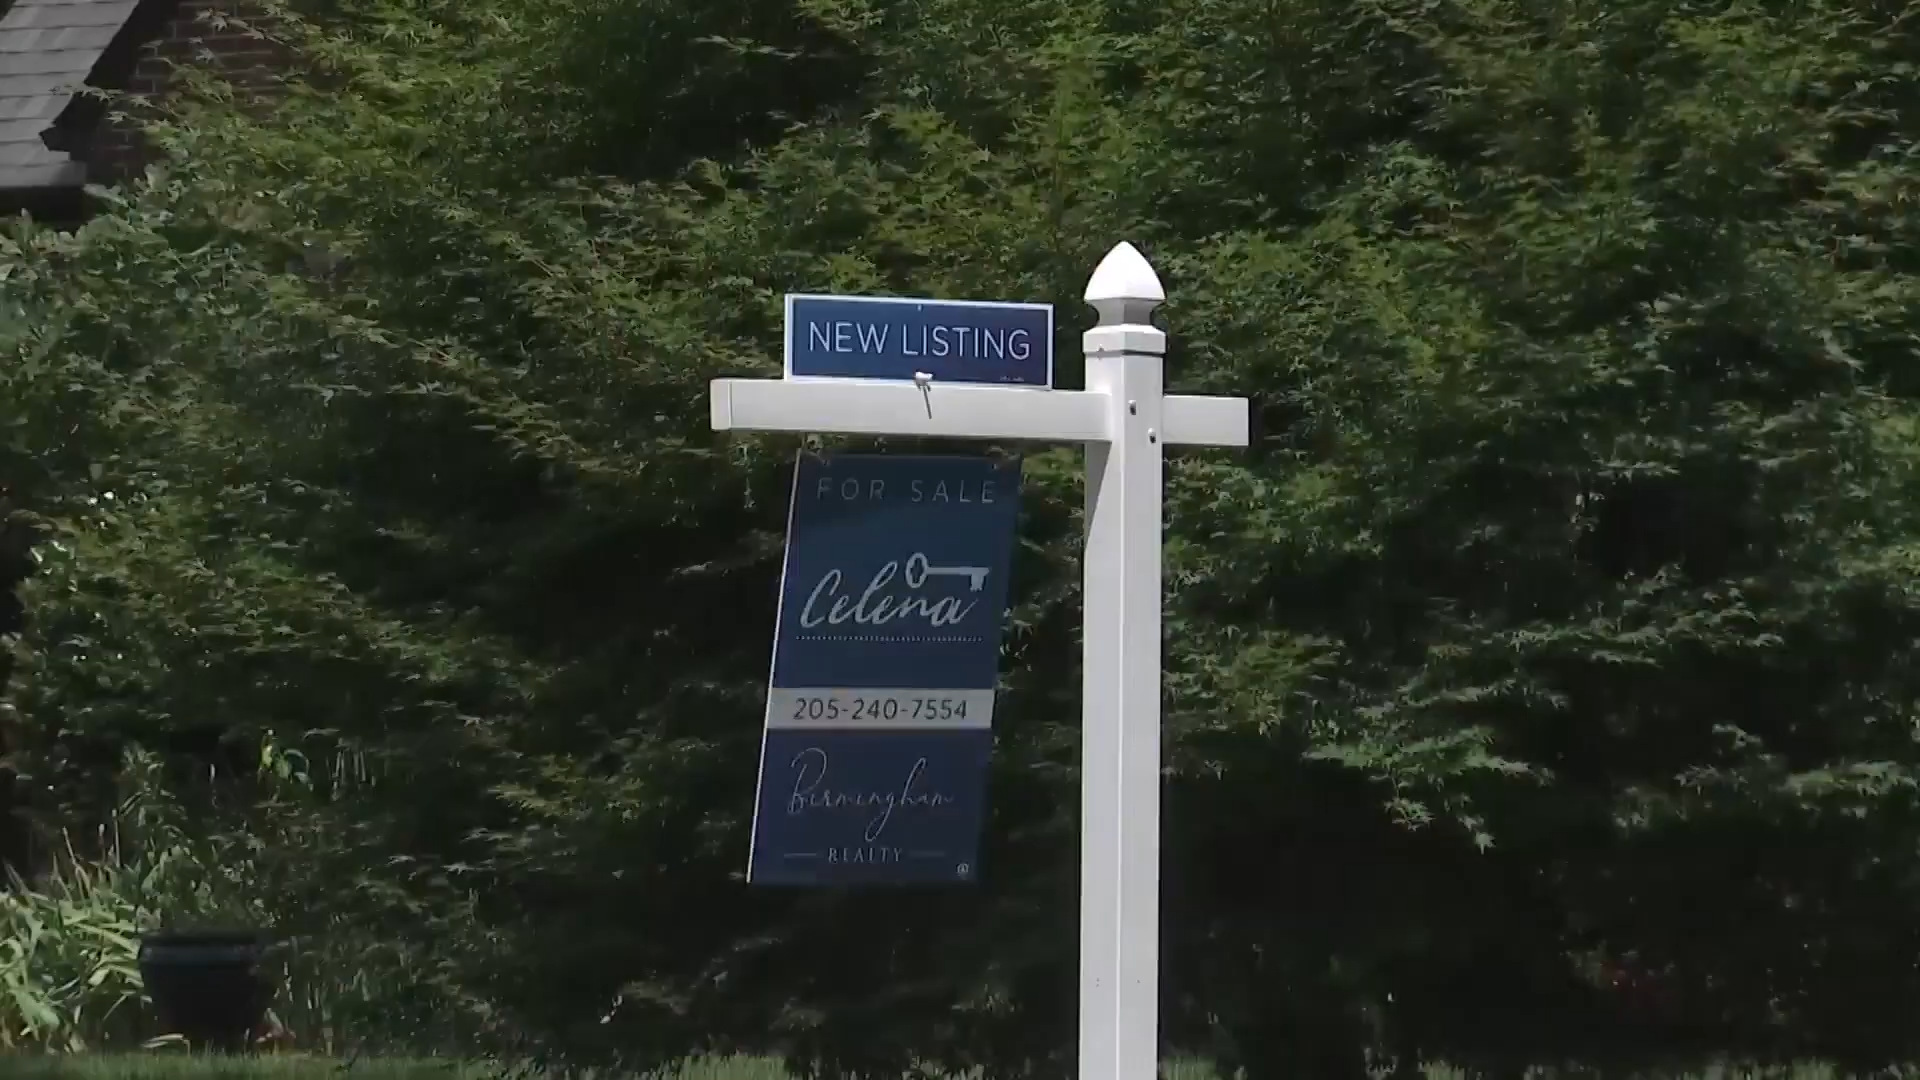 NEW LISTING
FOR SALE
Celena
205-240-7554
Birmingham
REALTY